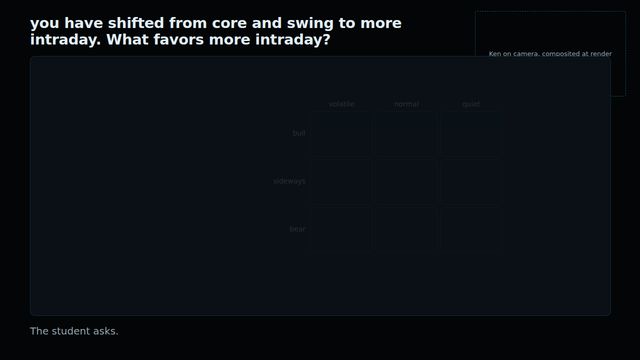 you have shifted from core and swing to more
intraday. What favors more intraday?
Ken on camera, composited at render
volatile normal quiet
bull
sideways
bear
The student asks.